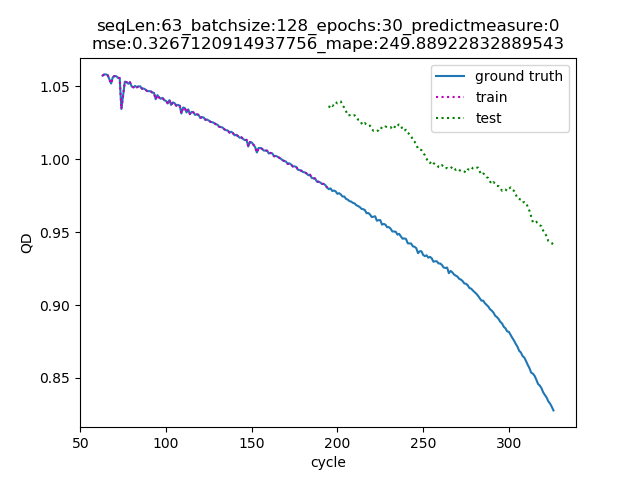 seqLen:63_batchsize:128_epochs:30_predictmeasure:0
mse:0.3267120914937756_mape:249.88922832889543
ground truth
train
test
1.05
1.00
0.95
0.90
0.85
QD
50
100
150
200
250
300
cycle